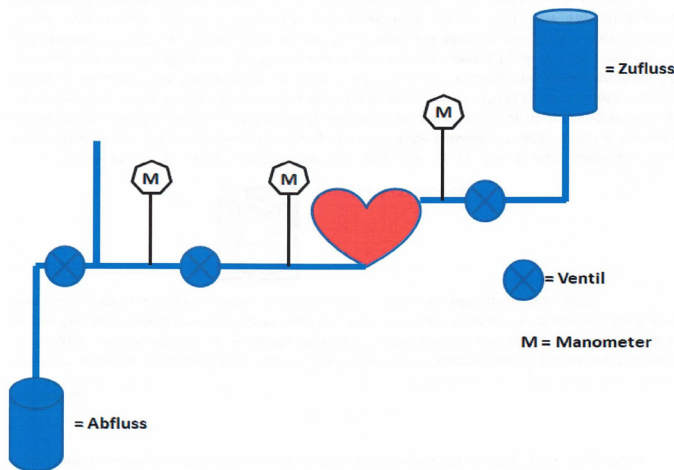 = Zufluss
M
M
M
= Ventil
M = Manometer
= Abfluss